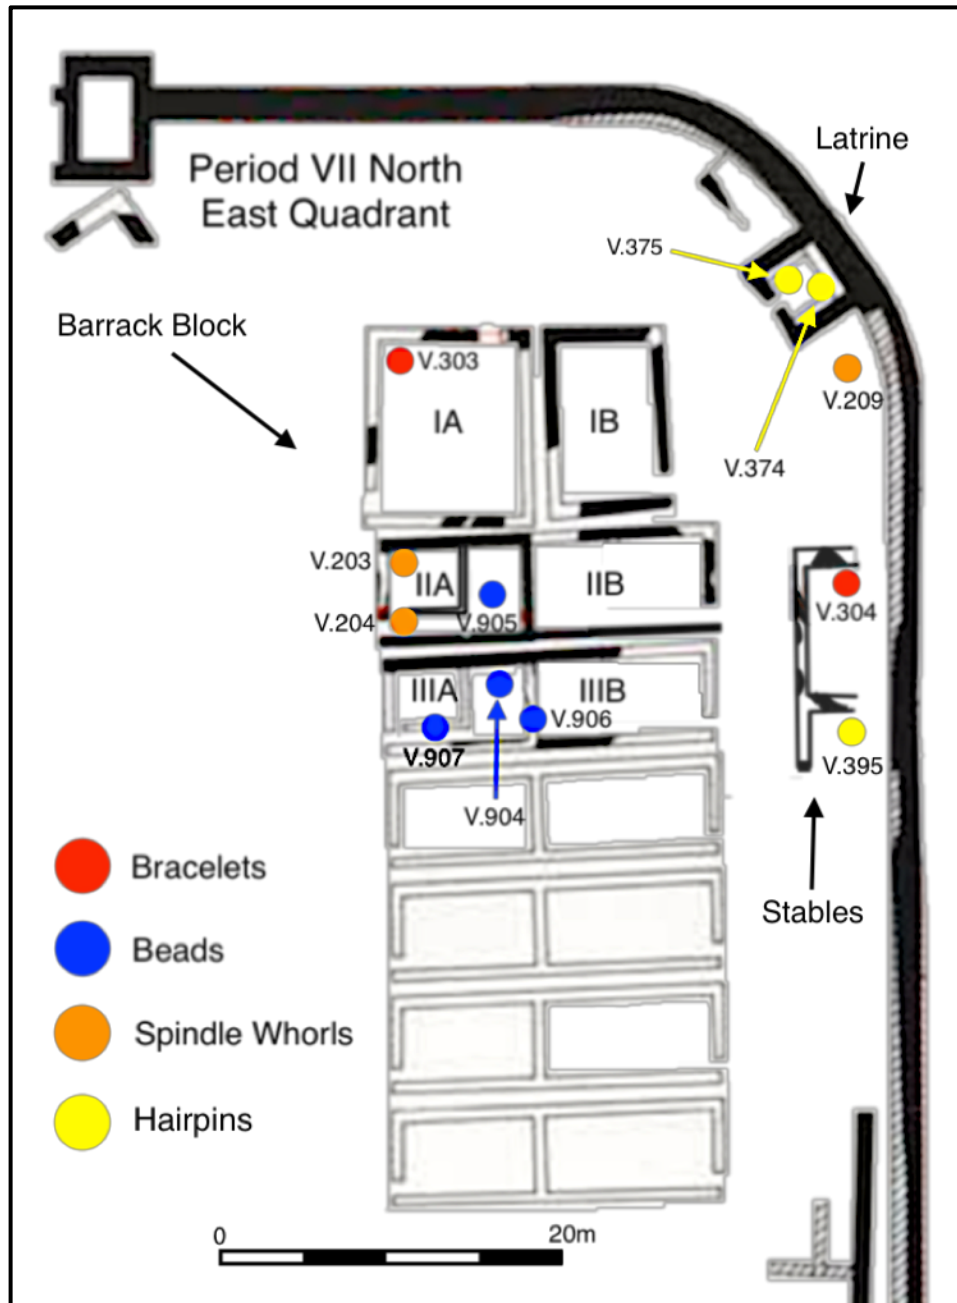 Period VII North
East Quadrant
Latrine
V.375
Barrack Block
V.303
IA
IB
V.209
V.374
V.203
IIA
IIB
V.204
V.905
V.304
IIIA
IIIB
V.906
V.907
V.395
V.904
Bracelets
Stables
Beads
Spindle Whorls
Hairpins
0
20m